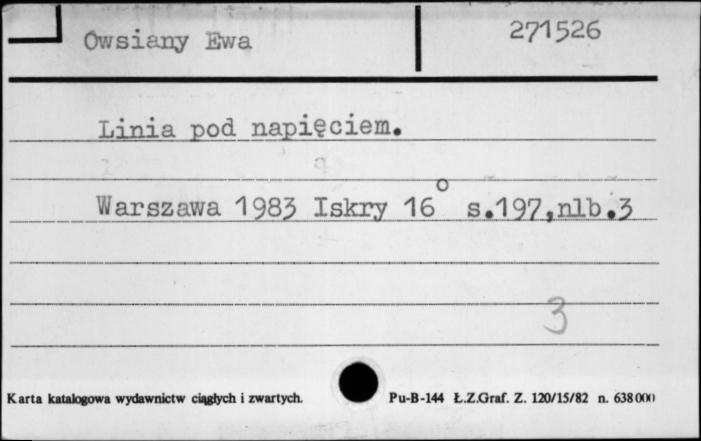 Owsiany Ewa 271526
Linia pod napięciem.
Warszawa 1983 Iskry 16° s.197,nlb.3
3
Karta katalogowa wydawnictw ciągłych i zwartych. Pu-B-144 Ł.Z.Graf. Z. 120/15/82 n. 638000